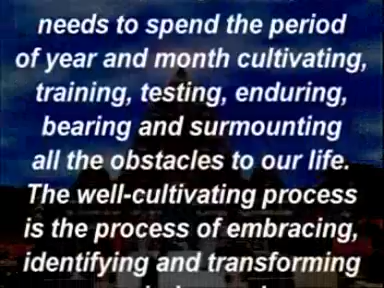 needs to spend the period
of year and month cultivating,
training, testing, enduring,
bearing and surmounting
all the obstacles to our life.
The well-cultivating process
is the process of embracing,
identifying and transforming